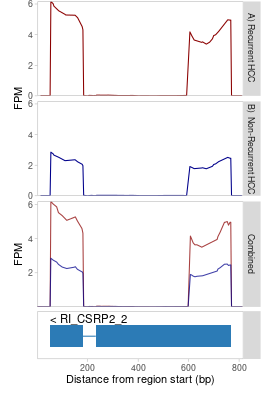 6
4
2
0
FPM
A) Recurrent HCC
6
4
2
0
B) Non-Recurrent HCC
6
4
2
FPM
Combined
< RI_CSRP2_2
200
400
600
800
Distance from region start (bp)